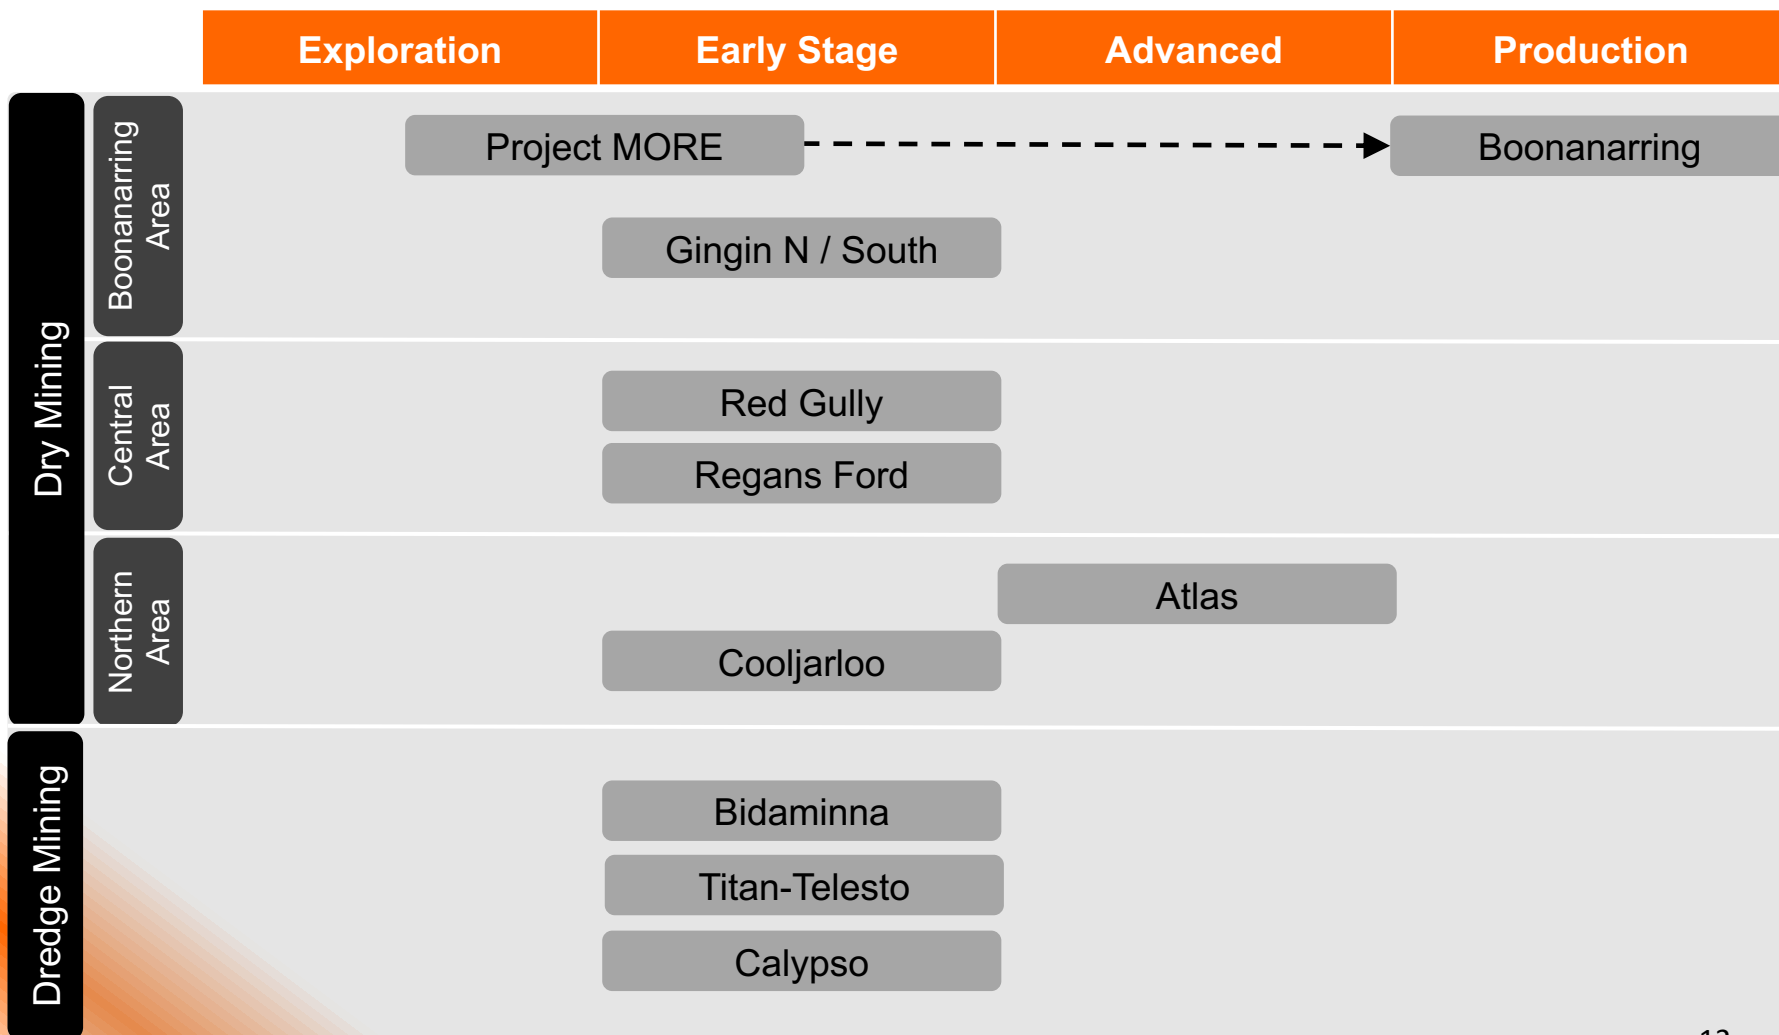 Exploration
Early Stage
Advanced
Production
Dry Mining
Boonanarring
Area
Project MORE
Boonanarring
Gingin N / South
Central
Area
Red Gully
Regans Ford
Northern
Area
Atlas
Cooljarloo
Dredge Mining
Bidaminna
Titan-Telesto
Calypso